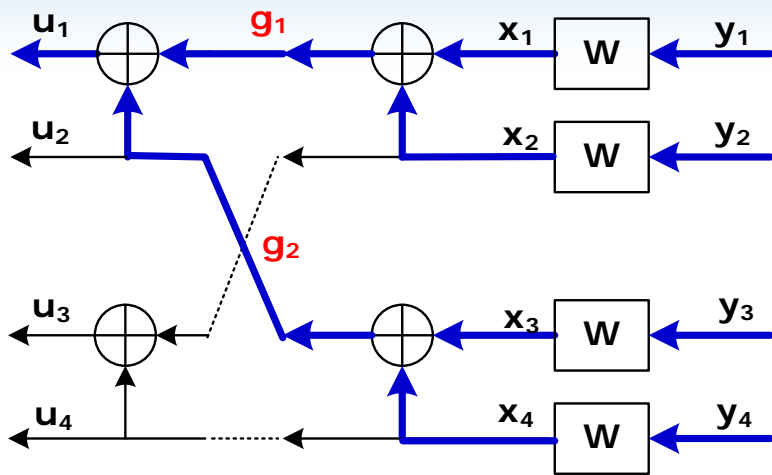 u₁ g₁ x₁ W y₁
u₂ x₂ W y₂
g₂
u₃ x₃ W y₃
u₄ x₄ W y₄